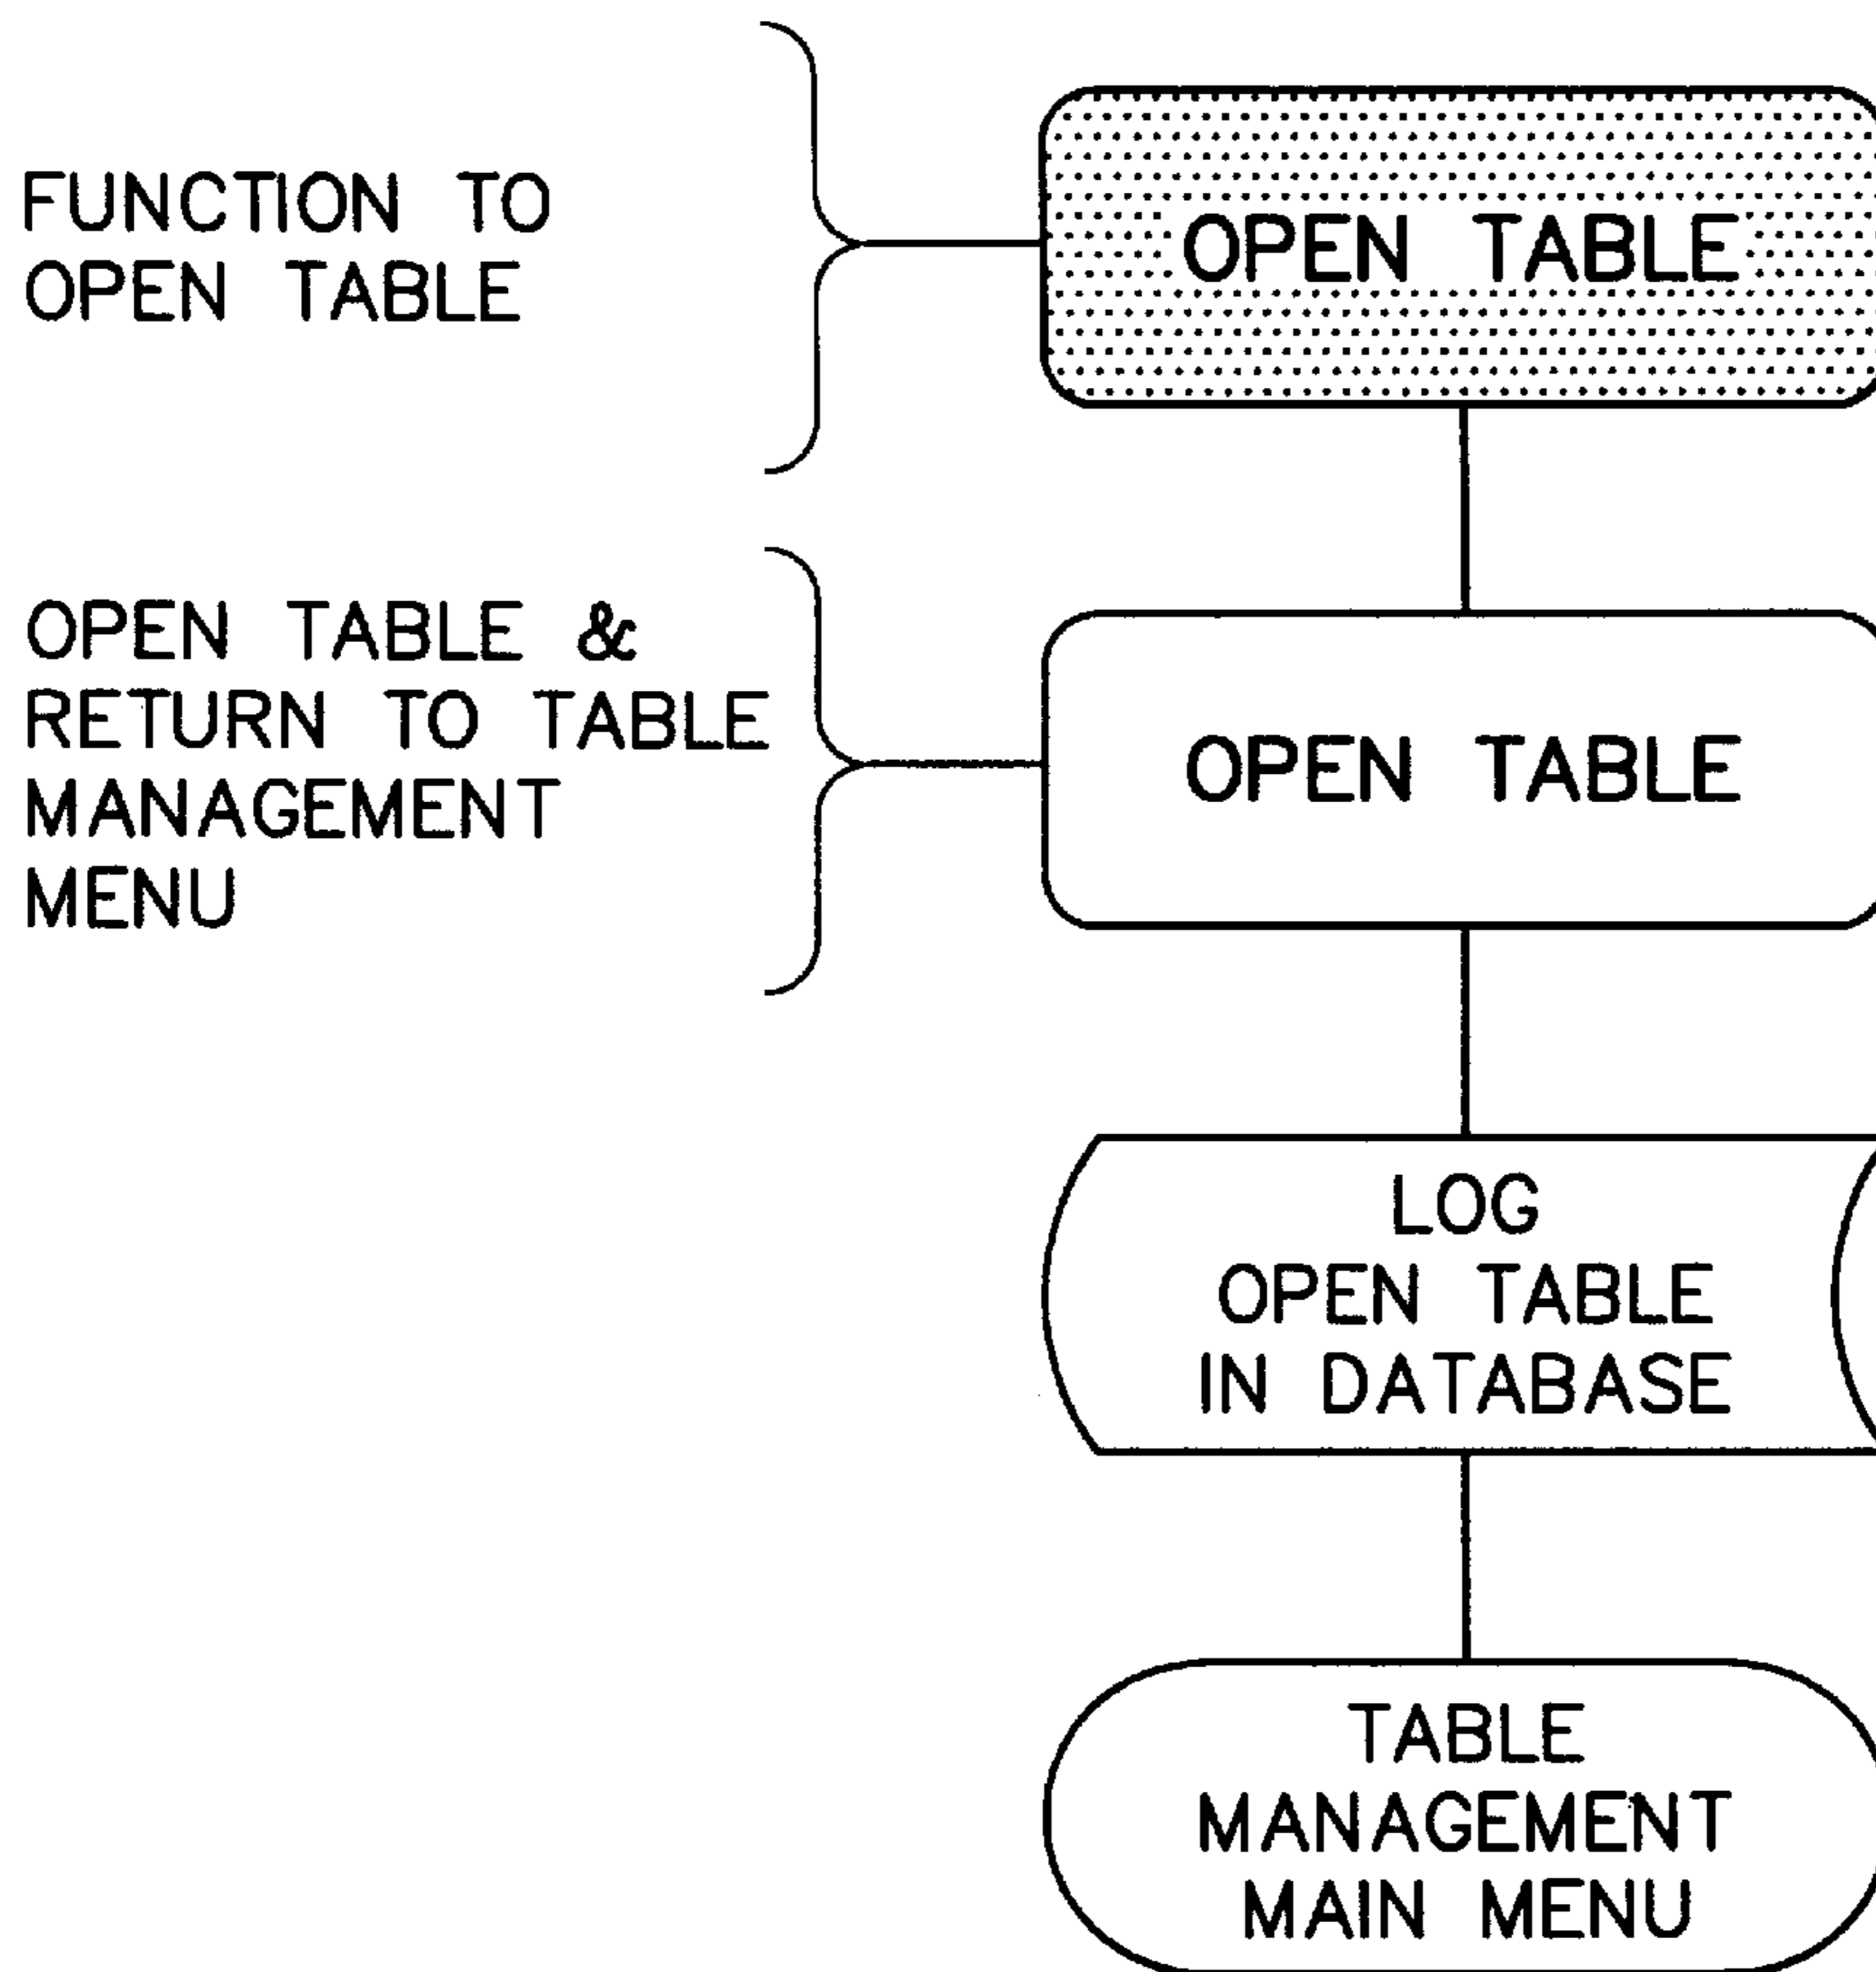 FUNCTION TO
OPEN TABLE
OPEN TABLE
OPEN TABLE &
RETURN TO TABLE
MANAGEMENT
MENU
OPEN TABLE
LOG
OPEN TABLE
IN DATABASE
TABLE
MANAGEMENT
MAIN MENU